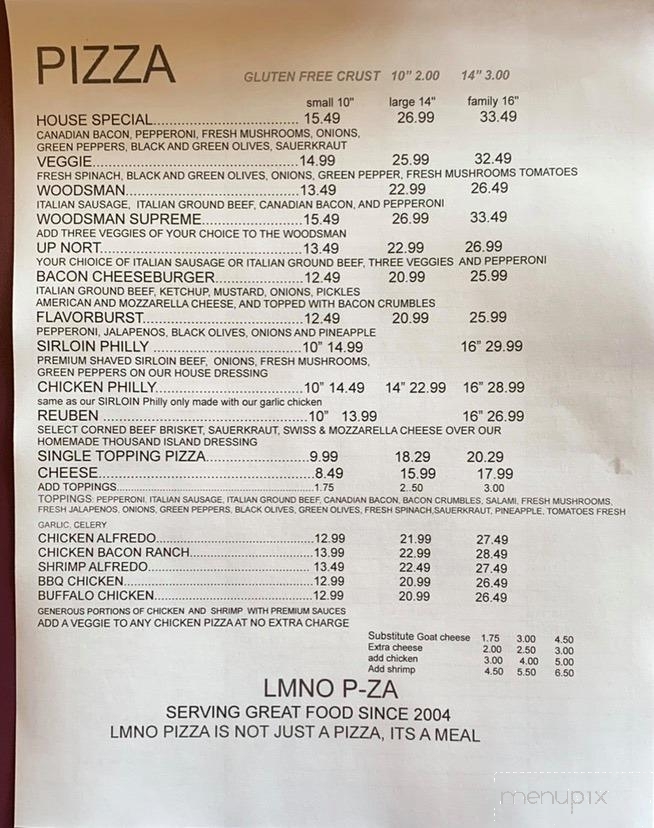 PIZZA
GLUTEN FREE CRUST 10" 2.00 14" 3.00
small 10" large 14" family 16"
HOUSE SPECIAL................................ 15.49 26.99 33.49
CANADIAN BACON, PEPPERONI, FRESH MUSHROOMS, ONIONS,
GREEN PEPPERS, BLACK AND GREEN OLIVES, SAUERKRAUT
VEGGIE.............................................14.99 25.99 32.49
FRESH SPINACH, BLACK AND GREEN OLIVES, ONIONS, GREEN PEPPER, FRESH MUSHROOMS TOMATOES
WOODSMAN......................................13.49 22.99 26.49
ITALIAN SAUSAGE, ITALIAN GROUND BEEF, CANADIAN BACON, AND PEPPERONI
WOODSMAN SUPREME......................15.49 26.99 33.49
ADD THREE VEGGIES OF YOUR CHOICE TO THE WOODSMAN
UP NORT...........................................13.49 22.99 26.99
YOUR CHIOICE OF ITALIAN SAUSAGE OR ITALIAN GROUND BEEF, THREE VEGGIES AND PEPPERONI
BACON CHEESEBURGER...................12.49 20.99 25.99
ITALIAN GROUND BEEF, KETCHUP, MUSTARD, ONIONS, PICKLES
AMERICAN AND MOZZARELLA CHEESE, AND TOPPED WITH BACON CRUMBLES
FLAVORBURST..................................12.49 20.99 25.99
PEPPERONI, JALAPENOS, BLACK OLIVES, ONIONS AND PINEAPPLE
SIRLOIN PHILLY .................................10" 14.99 16" 29.99
PREMIUM SHAVED SIRLOIN BEEF, ONIONS, FRESH MUSHROOMS,
GREEN PEPPERS ON OUR HOUSE DRESSING
CHICKEN PHILLY................................10" 14.49 14" 22.99 16" 28.99
same as our SIRLOIN Philly only made with our garlic chicken
REUBEN ............................................10" 13.99 16" 26.99
SELECT CORNED BEEF BRISKET, SAUERKRAUT, SWISS & MOZZARELLA CHEESE OVER OUR
HOMEMADE THOUSAND ISLAND DRESSING
SINGLE TOPPING PIZZA......................9.99 18.29 20.29
CHEESE..............................................8.49 15.99 17.99
ADD TOPPINGS.........................................................1.75 2.50 3.00
TOPPINGS: PEPPERONI, ITALIAN SAUSAGE, ITALIAN GROUND BEEF, CANADIAN BACON, BACON CRUMBLES, SALAMI, FRESH MUSHROOMS,
FRESH JALAPENOS, ONIONS, GREEN PEPPERS, BLACK OLIVES, GREEN OLIVES, FRESH SPINACH,SAUERKRAUT, PINEAPPLE, TOMATOES FRESH
GARLIC, CELERY
CHICKEN ALFREDO...................................12.99 21.99 27.49
CHICKEN BACON RANCH...........................13.99 22.99 28.49
SHRIMP ALFREDO.....................................13.49 22.49 27.49
BBQ CHICKEN..........................................12.99 20.99 26.49
BUFFALO CHICKEN...................................12.99 20.99 26.49
GENEROUS PORTIONS OF CHICKEN AND SHRIMP WITH PREMIUM SAUCES
ADD A VEGGIE TO ANY CHICKEN PIZZA AT NO EXTRA CHARGE
Substitute Goat cheese 1.75 3.00 4.50
Extra cheese 2.00 2.50 3.00
add chicken 3.00 4.00 5.00
Add shrimp 4.50 5.50 6.50
LMNO P-ZA
SERVING GREAT FOOD SINCE 2004
LMNO PIZZA IS NOT JUST A PIZZA, ITS A MEAL
menupix